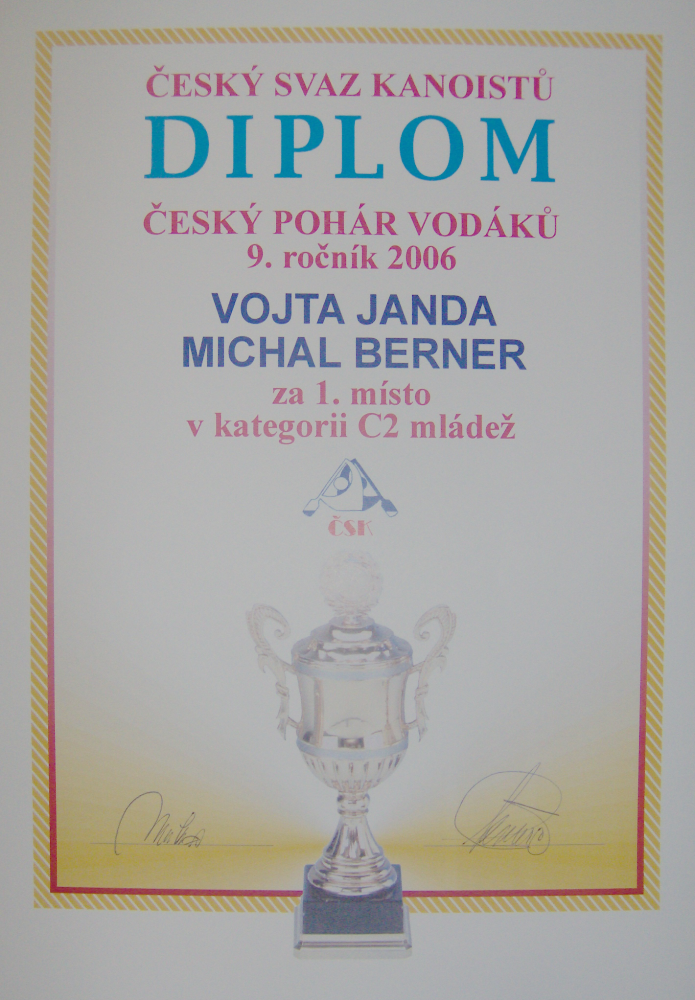 ČESKÝ SVAZ KANOISTŮ
DIPLOM
ČESKÝ POHÁR VODÁKŮ
9. ročník 2006
VOJTA JANDA
MICHAL BERNER
za 1. místo
v kategorii C2 mládež
ČSK